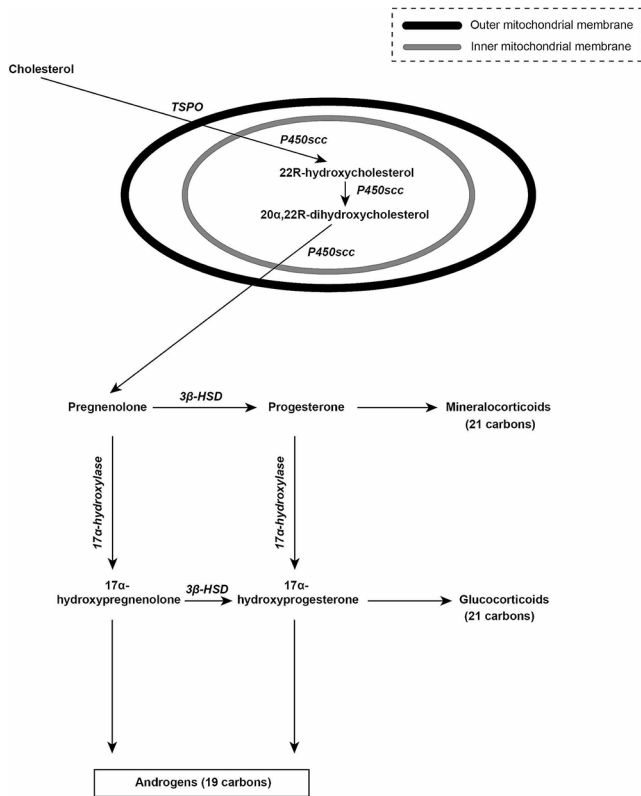 Outer mitochondrial membrane
Inner mitochondrial membrane
Cholesterol
TSPO
P450scc
22R-hydroxycholesterol
P450scc
20α,22R-dihydroxycholesterol
P450scc
Pregnenolone
3β-HSD
Progesterone
Mineralocorticoids
(21 carbons)
17α-hydroxylase
17α-hydroxylase
17α-
hydroxypregnenolone
3β-HSD
17α-
hydroxyprogesterone
Glucocorticoids
(21 carbons)
Androgens (19 carbons)